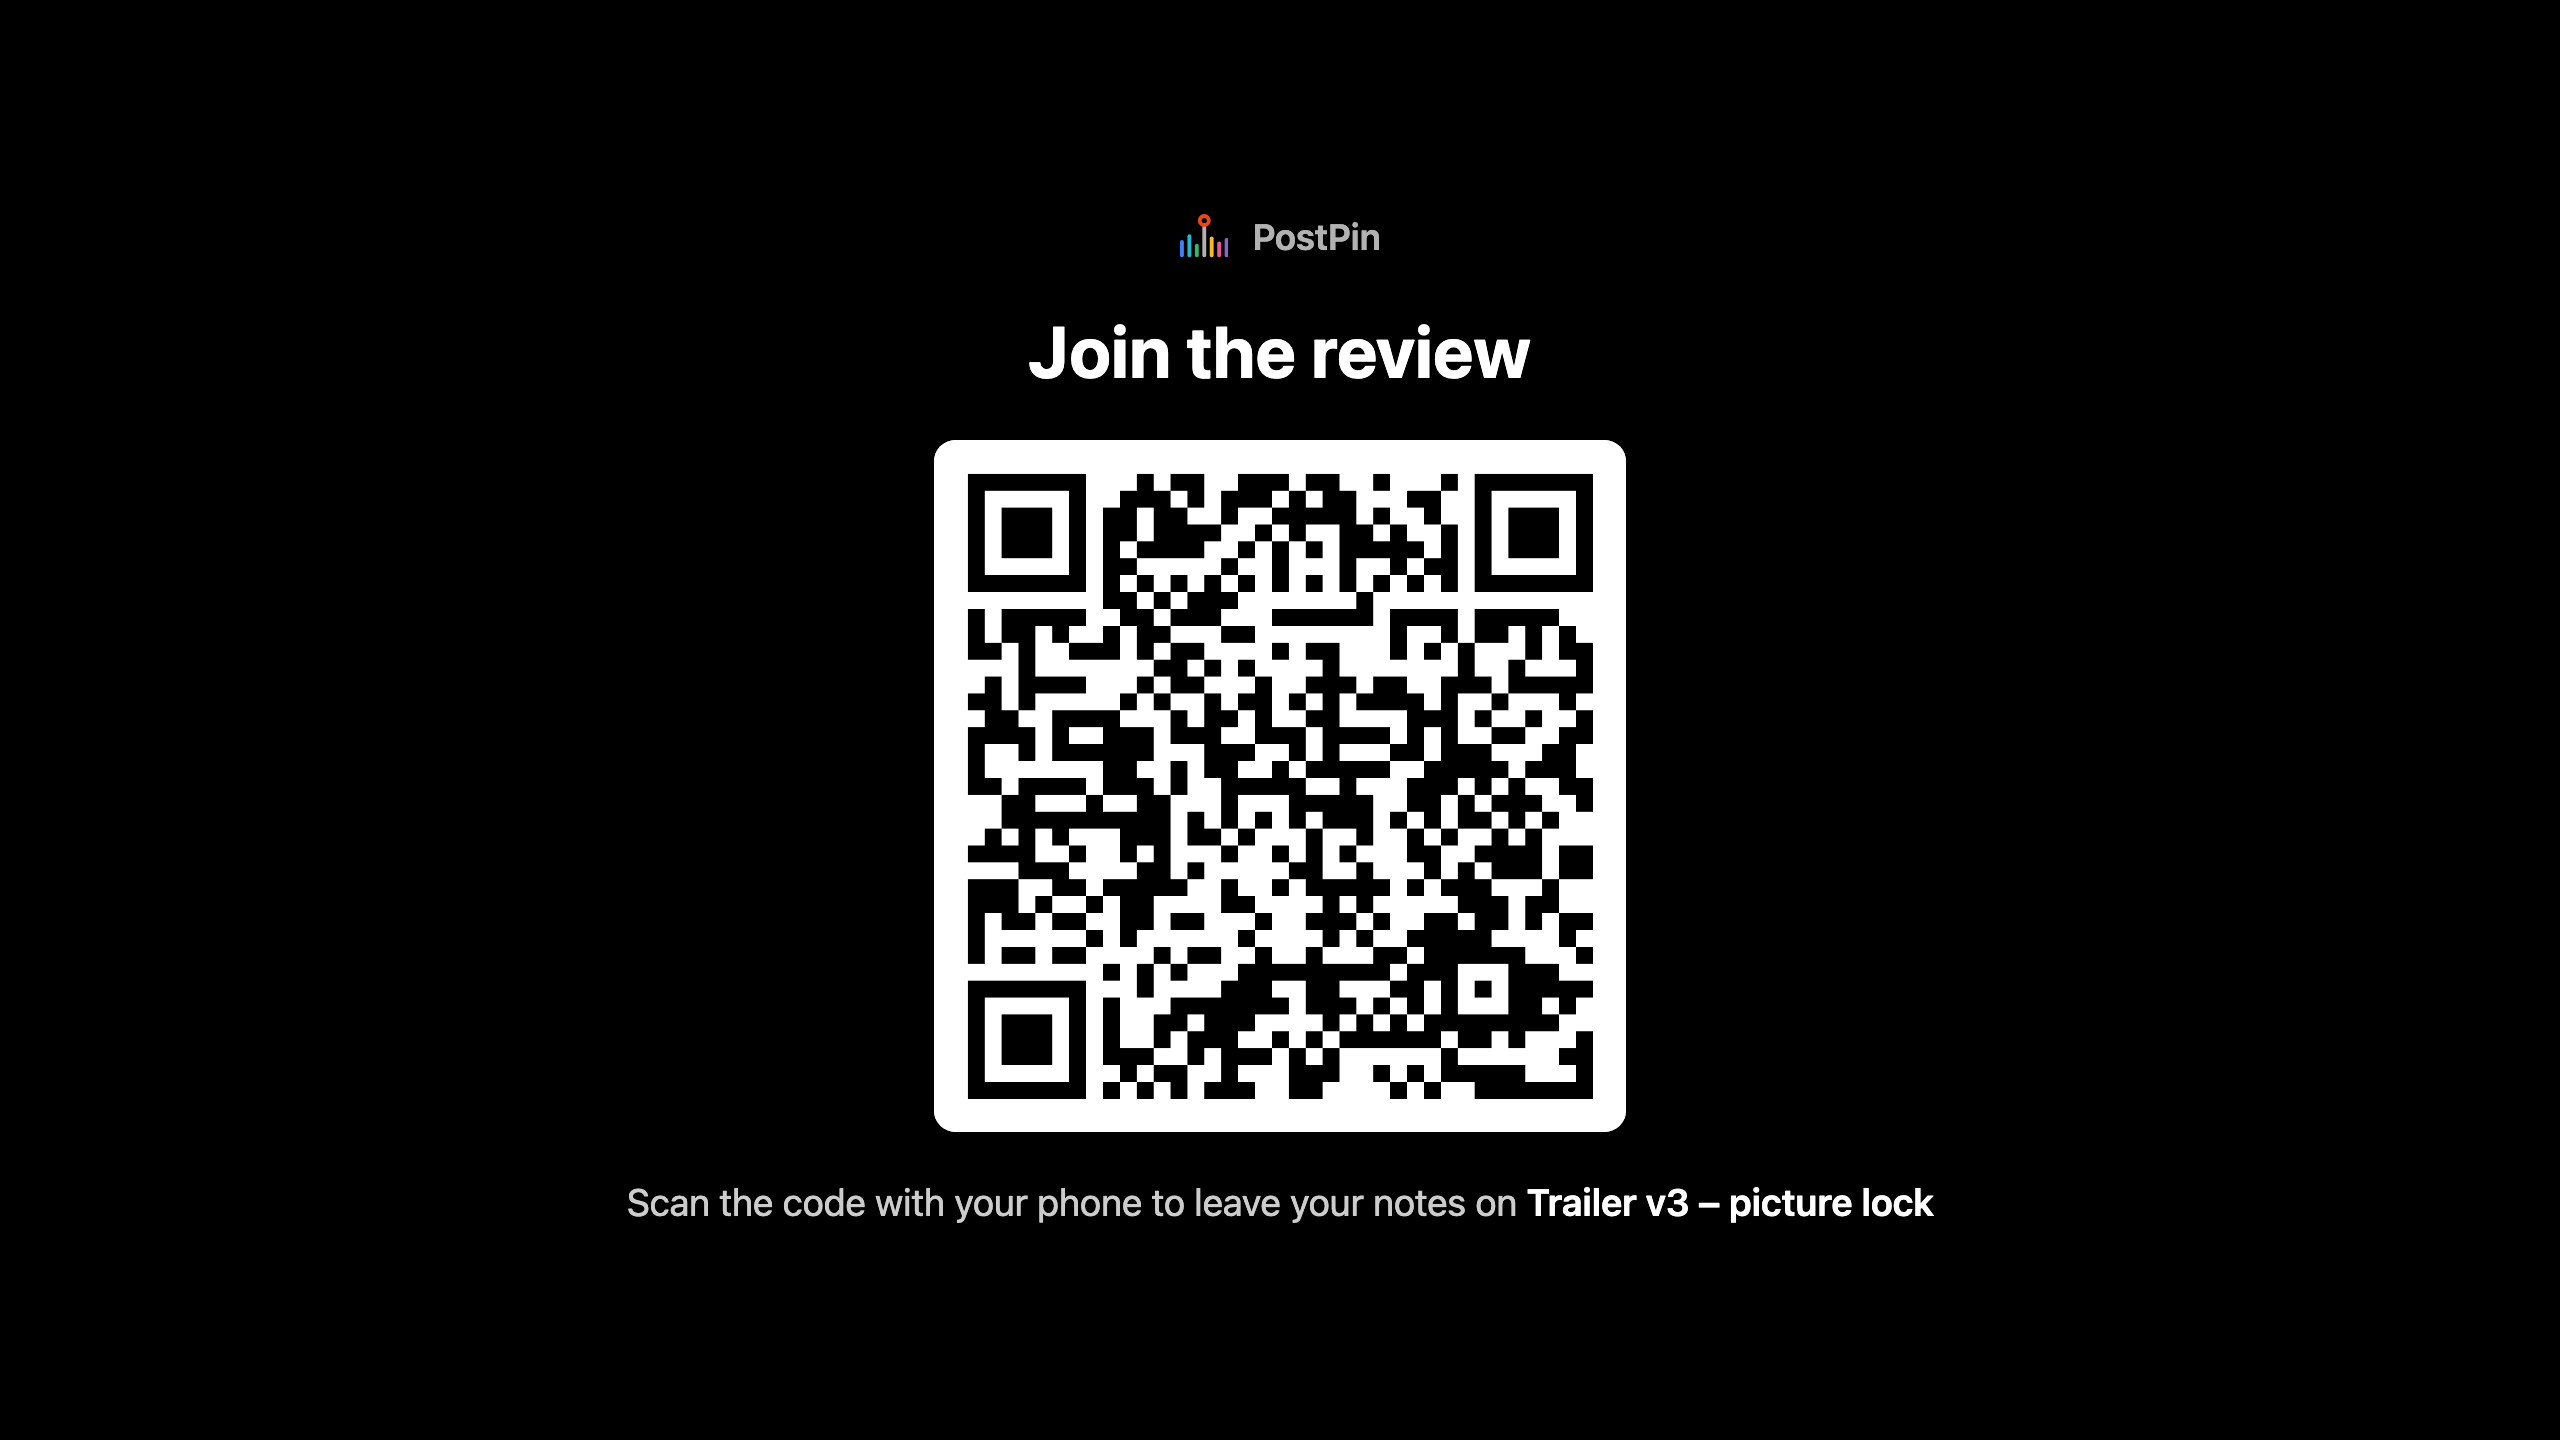 PostPin
Join the review
Scan the code with your phone to leave your notes on Trailer v3 – picture lock